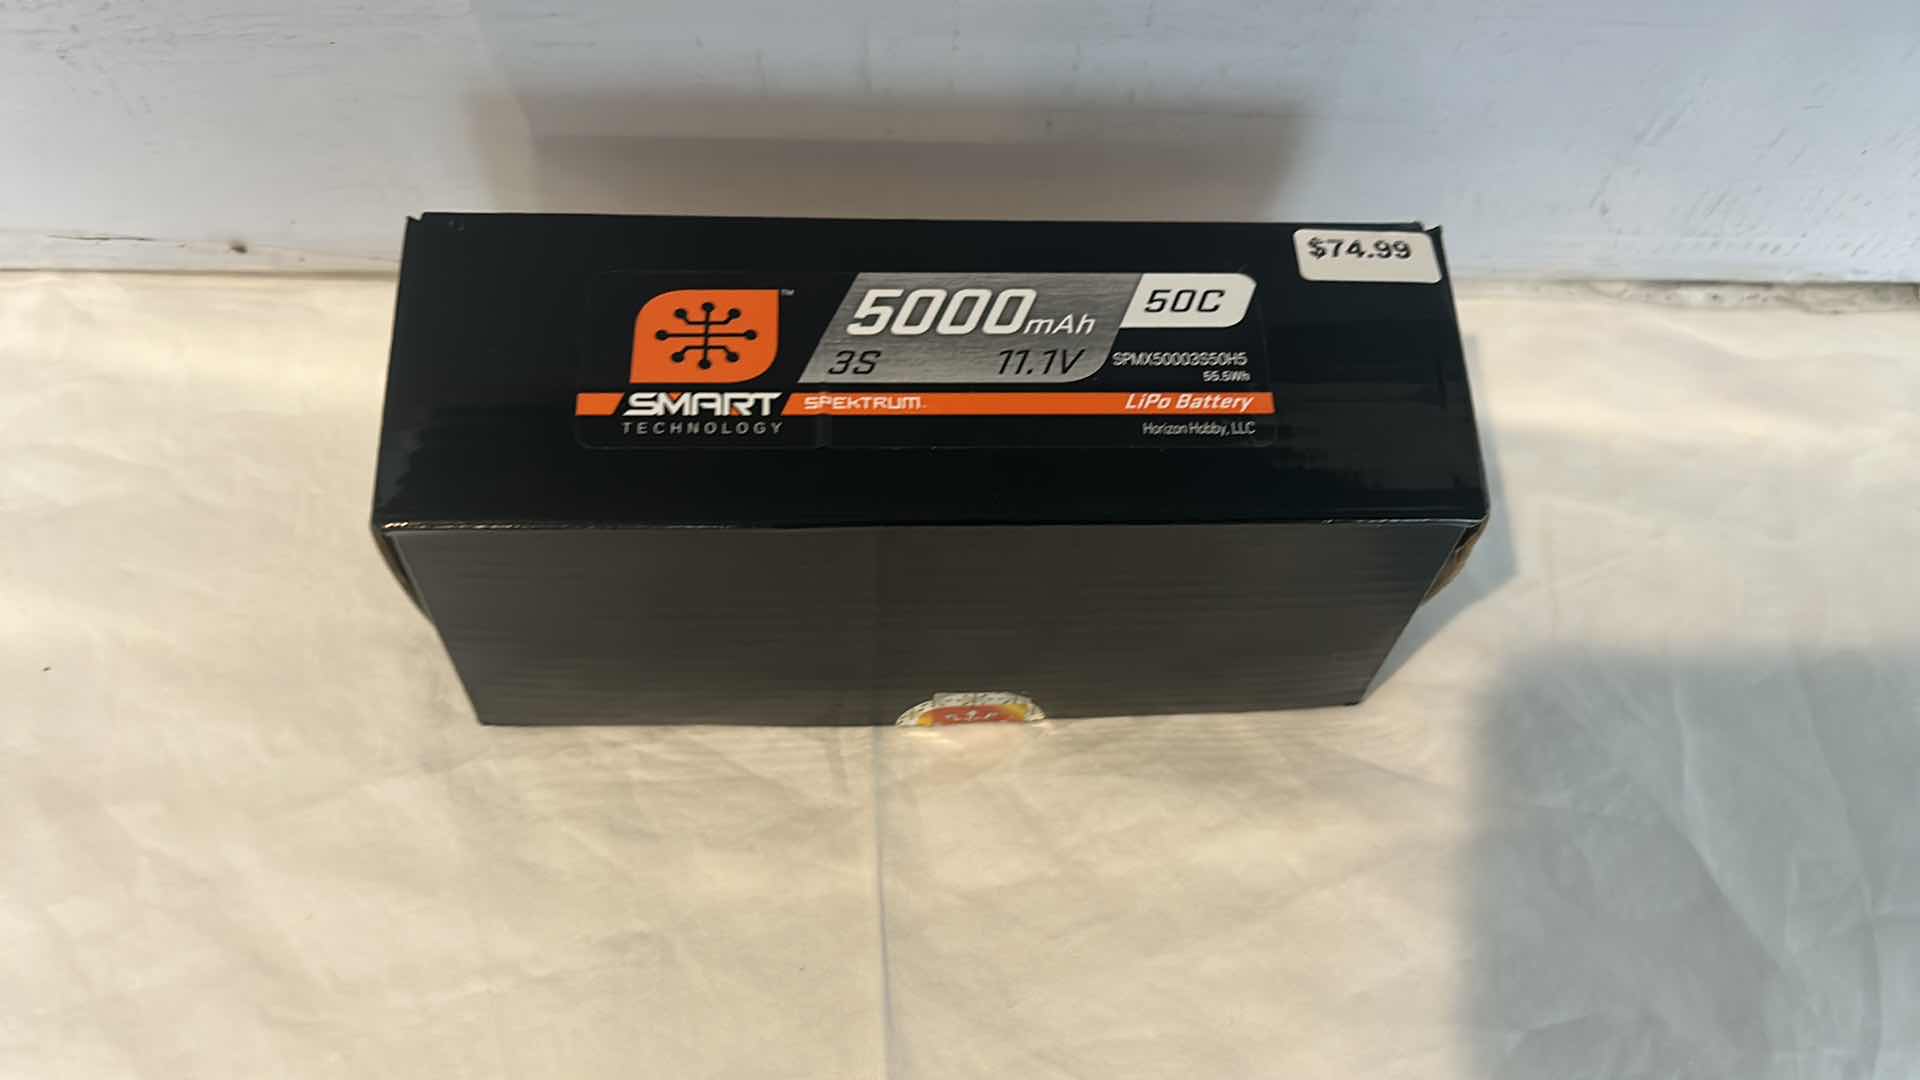 $74.99
5000mAh 50C
3S 11.1V SPMX50003S50H5
55.5Wh
SMART SPEKTRUM LiPo Battery
TECHNOLOGY Horizon Hobby, LLC